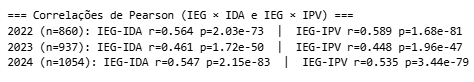 === Correlações de Pearson (IEG × IDA e IEG × IPV) ===
2022 (n=860): IEG-IDA r=0.564 p=2.03e-73  |  IEG-IPV r=0.589 p=1.68e-81
2023 (n=937): IEG-IDA r=0.461 p=1.72e-50  |  IEG-IPV r=0.448 p=1.96e-47
2024 (n=1054): IEG-IDA r=0.547 p=2.15e-83  |  IEG-IPV r=0.535 p=3.44e-79